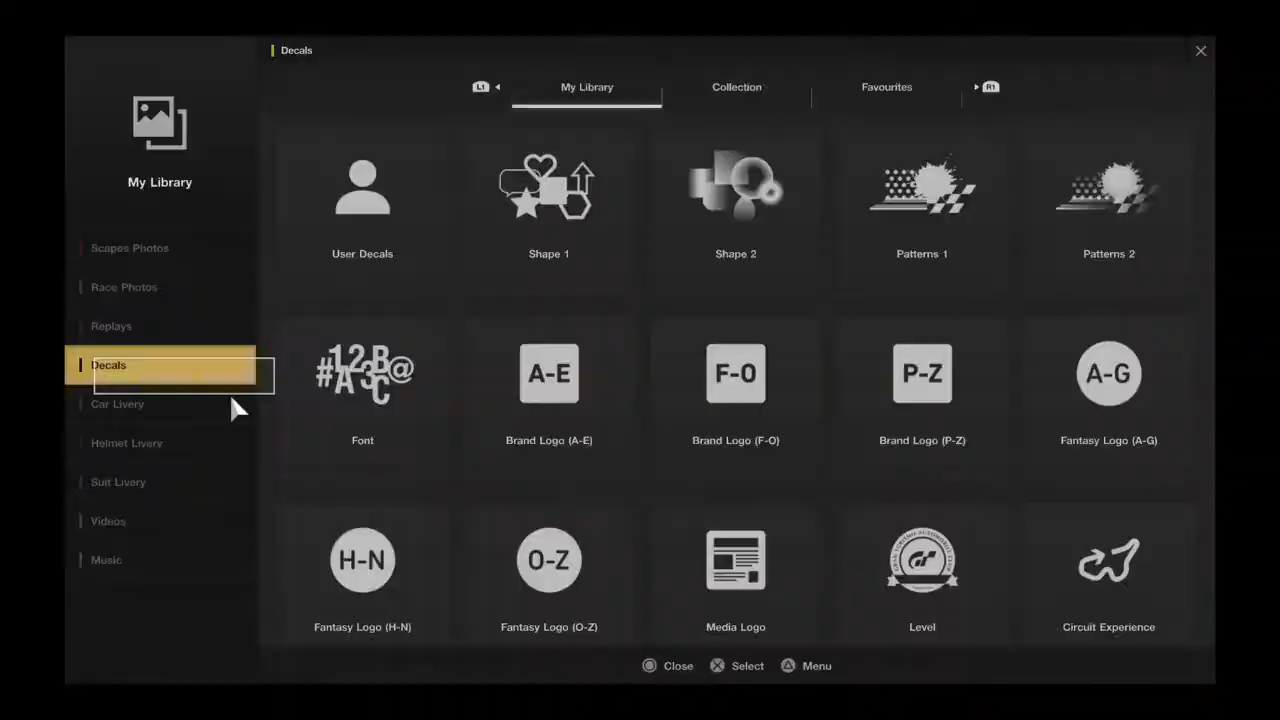 Decals
L1
My Library
Collection
Favourites
R1
My Library
Scapes Photos
Race Photos
Replays
Decals
Car Livery
Helmet Livery
Suit Livery
Videos
Music
User Decals
Shape 1
Shape 2
Patterns 1
Patterns 2
#123B@
A C
Font
A-E
Brand Logo (A-E)
F-O
Brand Logo (F-O)
P-Z
Brand Logo (P-Z)
A-G
Fantasy Logo (A-G)
H-N
Fantasy Logo (H-N)
O-Z
Fantasy Logo (O-Z)
Media Logo
GT
Level
Circuit Experience
Close
Select
Menu